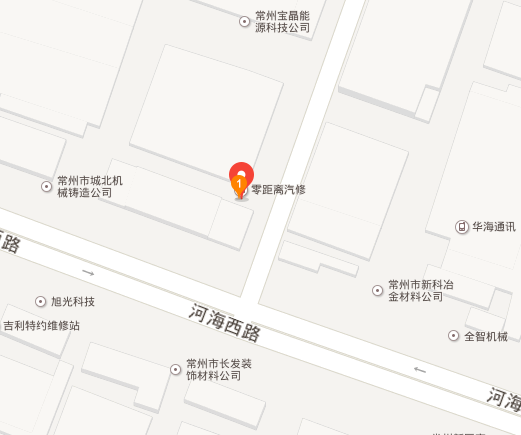 常州宝晶能
源科技公司
常州市城北机
械铸造公司
1
零距离汽修
华海通讯
路
常州市新科冶
金材料公司
旭光科技
吉利特约维修站
河海西路
全智机械
常州市长发装
饰材料公司
河海